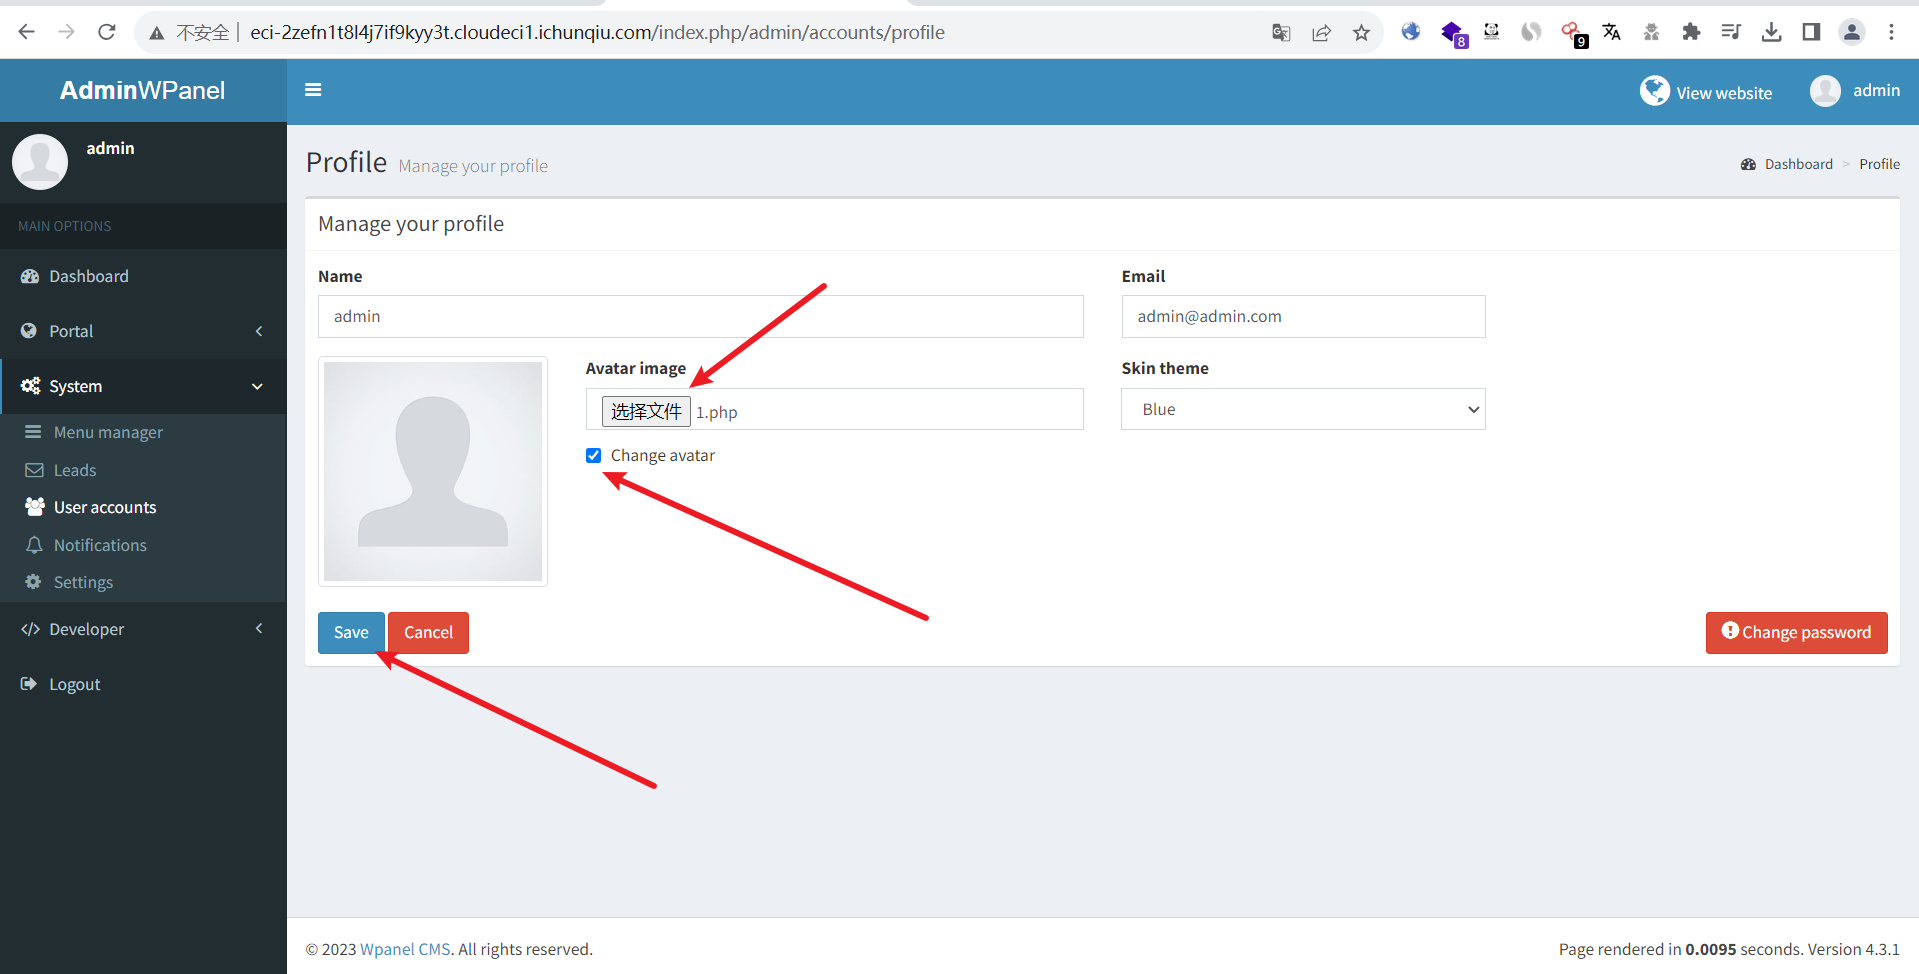 不安全 eci-2zefn1t8l4j7if9kyy3t.cloudeci1.ichunqiu.com/index.php/admin/accounts/profile
8
9
AdminWPanel
View website
admin
admin
MAIN OPTIONS
Dashboard
Portal
System
Menu manager
Leads
User accounts
Notifications
Settings
Developer
Logout
Profile Manage your profile
Dashboard > Profile
Manage your profile
Name
Email
admin
admin@admin.com
Avatar image
Skin theme
选择文件 1.php
Blue
Change avatar
Save
Cancel
Change password
© 2023 Wpanel CMS. All rights reserved.
Page rendered in 0.0095 seconds. Version 4.3.1